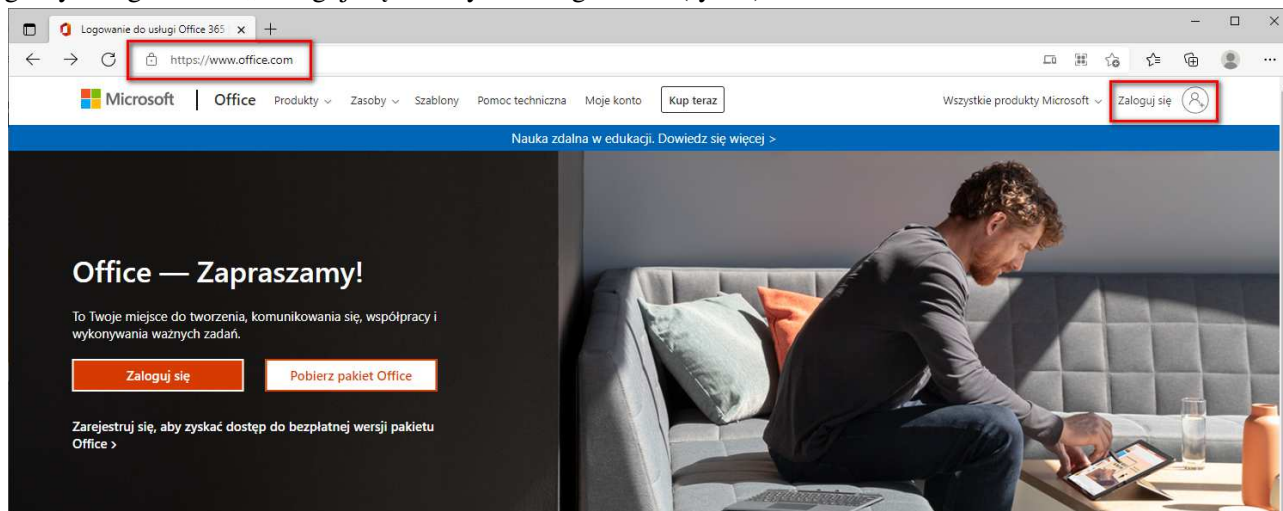 Logowanie do usługi Office 365
https://www.office.com
Microsoft Office Produkty Zasoby Szablony Pomoc techniczna Moje konto Kup teraz Wszystkie produkty Microsoft Zaloguj się
Nauka zdalna w edukacji. Dowiedz się więcej >
Office — Zapraszamy!
To Twoje miejsce do tworzenia, komunikowania się, współpracy i
wykonywania ważnych zadań.
Zaloguj się Pobierz pakiet Office
Zarejestruj się, aby zyskać dostęp do bezpłatnej wersji pakietu
Office >